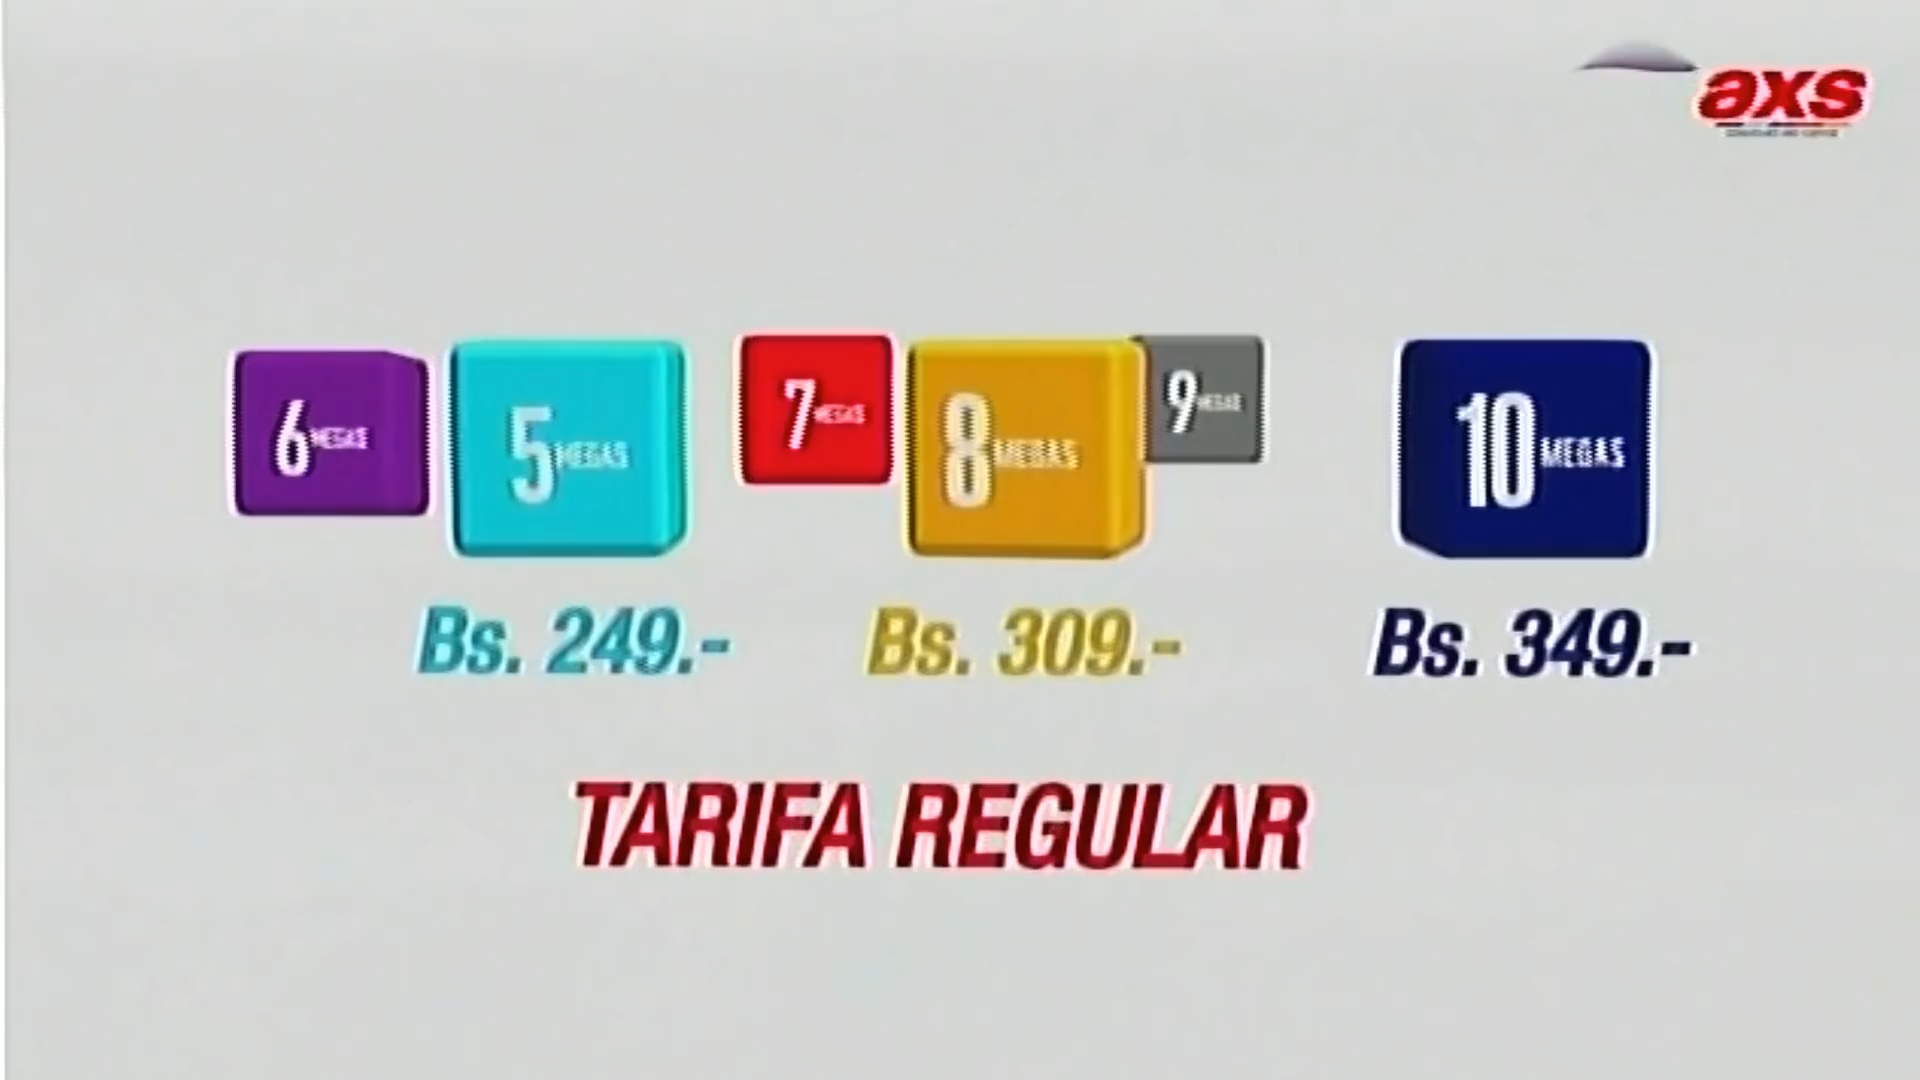 axs
6 MEGAS
5 MEGAS
7 MEGAS
8 MEGAS
9 MEGAS
10 MEGAS
Bs. 249.-
Bs. 309.-
Bs. 349.-
TARIFA REGULAR